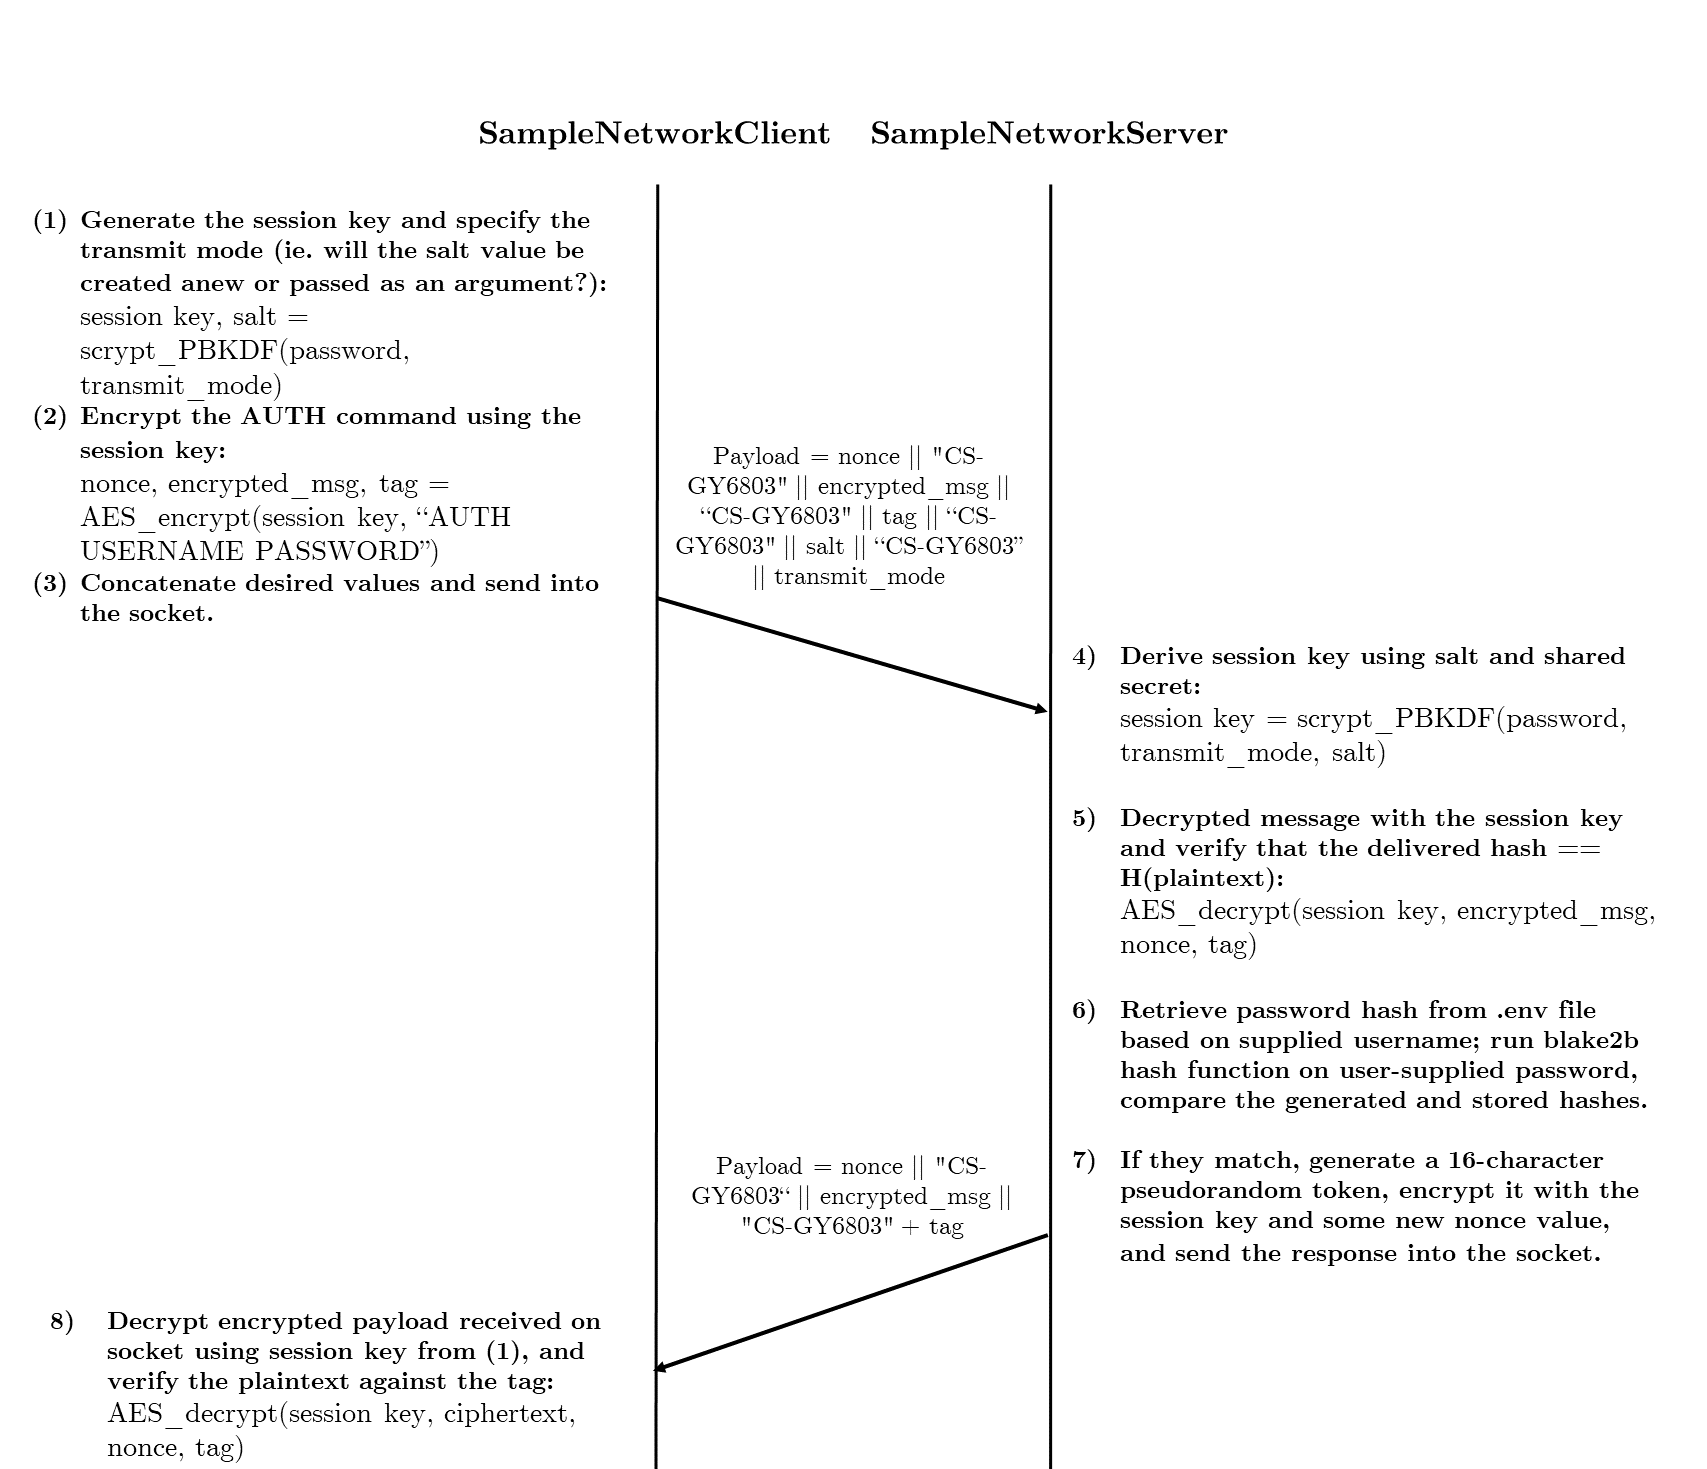 SampleNetworkClient SampleNetworkServer
(1) Generate the session key and specify the
transmit mode (ie. will the salt value be
created anew or passed as an argument?):
session key, salt =
scrypt_PBKDF(password,
transmit_mode)
(2) Encrypt the AUTH command using the
session key:
nonce, encrypted_msg, tag =
AES_encrypt(session key, “AUTH
USERNAME PASSWORD”)
(3) Concatenate desired values and send into
the socket.
Payload = nonce || "CS-
GY6803" || encrypted_msg ||
“CS-GY6803" || tag || “CS-
GY6803" || salt || “CS-GY6803”
|| transmit_mode
4) Derive session key using salt and shared
secret:
session key = scrypt_PBKDF(password,
transmit_mode, salt)
5) Decrypted message with the session key
and verify that the delivered hash ==
H(plaintext):
AES_decrypt(session key, encrypted_msg,
nonce, tag)
6) Retrieve password hash from .env file
based on supplied username; run blake2b
hash function on user-supplied password,
compare the generated and stored hashes.
7) If they match, generate a 16-character
pseudorandom token, encrypt it with the
session key and some new nonce value,
and send the response into the socket.
Payload = nonce || "CS-
GY6803“ || encrypted_msg ||
"CS-GY6803" + tag
8) Decrypt encrypted payload received on
socket using session key from (1), and
verify the plaintext against the tag:
AES_decrypt(session key, ciphertext,
nonce, tag)